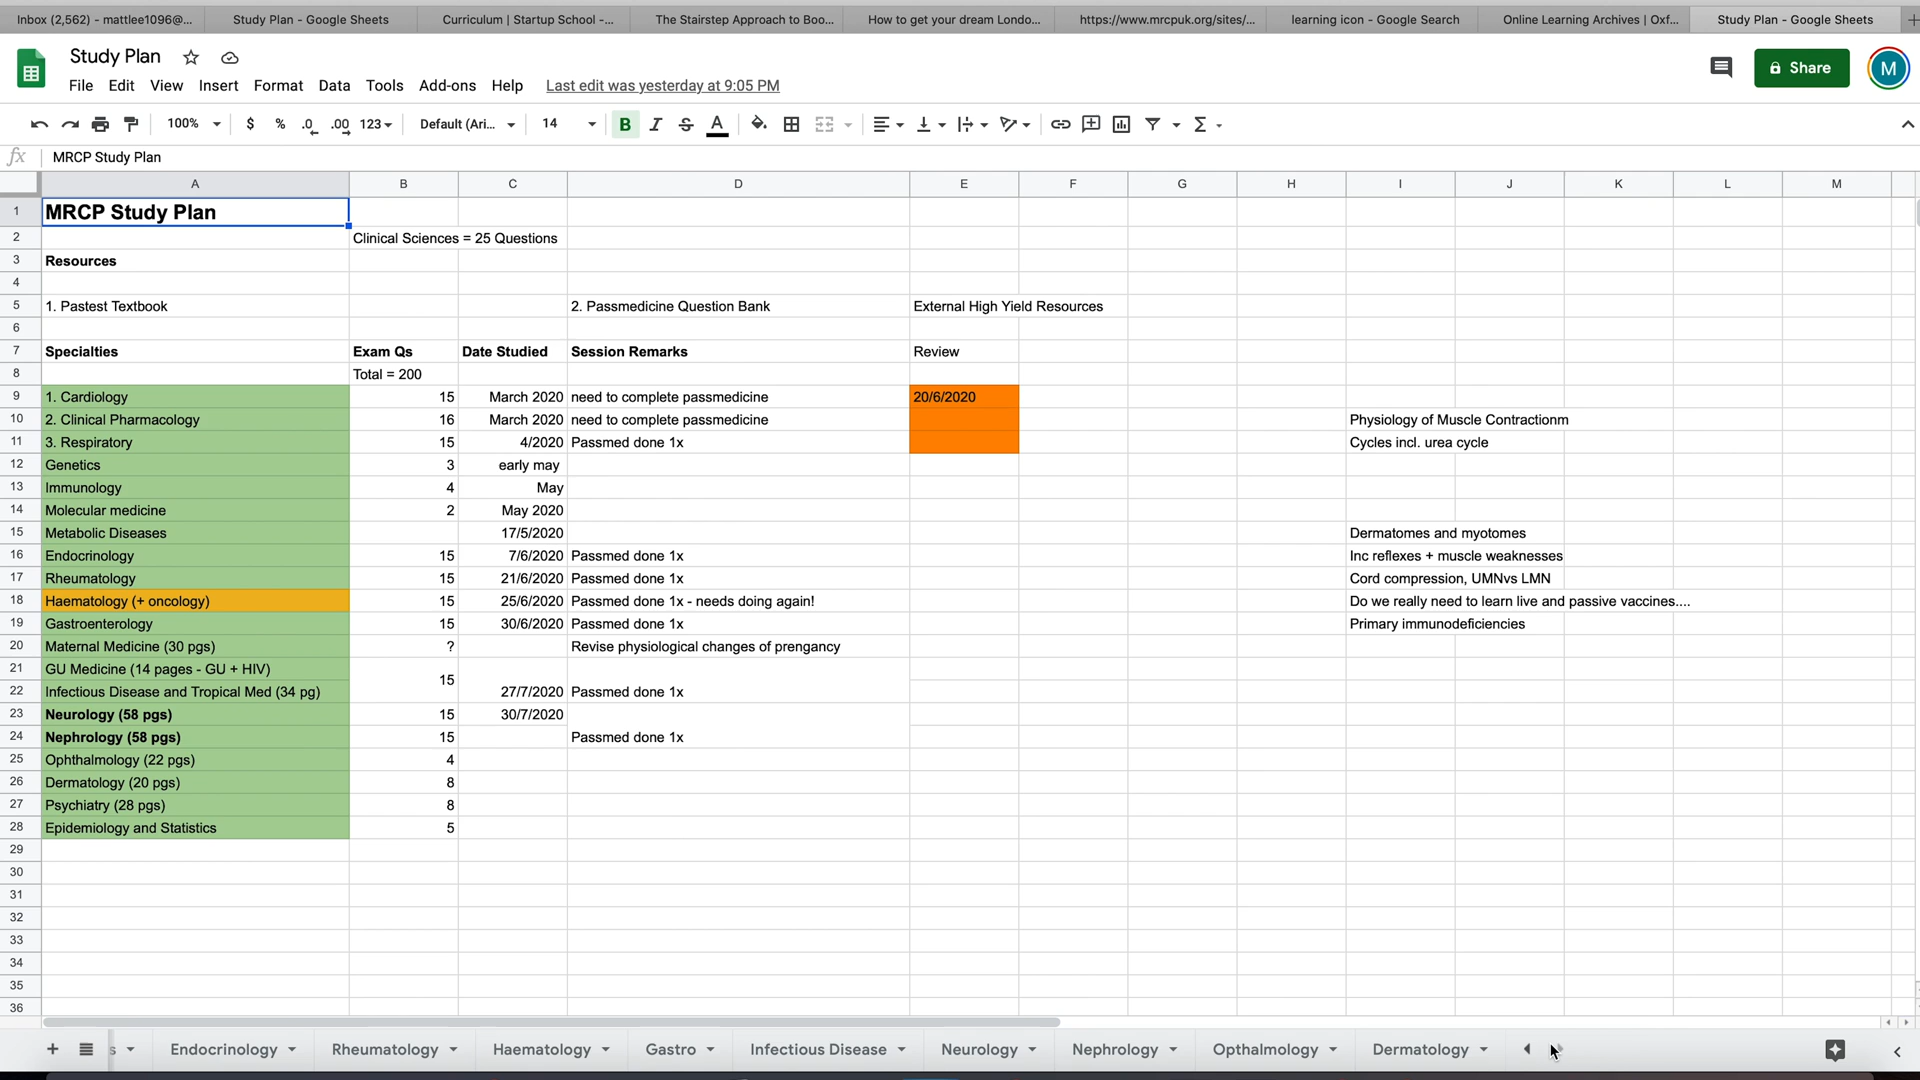 Inbox (2,562) - mattlee1096@...
Study Plan - Google Sheets
Curriculum | Startup School -...
The Stairstep Approach to Boo...
How to get your dream Londo...
https://www.mrcpuk.org/sites/...
learning icon - Google Search
Online Learning Archives | Oxf...
Study Plan - Google Sheets
Study Plan
File Edit View Insert Format Data Tools Add-ons Help Last edit was yesterday at 9:05 PM
Share
M
100% $ % .0 .00 123 Default (Ari... 14 B I S A Σ
fx MRCP Study Plan
A B C D E F G H I J K L M
1 MRCP Study Plan
2 Clinical Sciences = 25 Questions
3 Resources
4
5 1. Pastest Textbook 2. Passmedicine Question Bank External High Yield Resources
6
7 Specialties Exam Qs Date Studied Session Remarks Review
8 Total = 200
9 1. Cardiology 15 March 2020 need to complete passmedicine 20/6/2020
10 2. Clinical Pharmacology 16 March 2020 need to complete passmedicine Physiology of Muscle Contractionm
11 3. Respiratory 15 4/2020 Passmed done 1x Cycles incl. urea cycle
12 Genetics 3 early may
13 Immunology 4 May
14 Molecular medicine 2 May 2020
15 Metabolic Diseases 17/5/2020 Dermatomes and myotomes
16 Endocrinology 15 7/6/2020 Passmed done 1x Inc reflexes + muscle weaknesses
17 Rheumatology 15 21/6/2020 Passmed done 1x Cord compression, UMNvs LMN
18 Haematology (+ oncology) 15 25/6/2020 Passmed done 1x - needs doing again! Do we really need to learn live and passive vaccines....
19 Gastroenterology 15 30/6/2020 Passmed done 1x Primary immunodeficiencies
20 Maternal Medicine (30 pgs) ? Revise physiological changes of prengancy
21 GU Medicine (14 pages - GU + HIV) 15
22 Infectious Disease and Tropical Med (34 pg) 27/7/2020 Passmed done 1x
23 Neurology (58 pgs) 15 30/7/2020
24 Nephrology (58 pgs) 15 Passmed done 1x
25 Ophthalmology (22 pgs) 4
26 Dermatology (20 pgs) 8
27 Psychiatry (28 pgs) 8
28 Epidemiology and Statistics 5
29
30
31
32
33
34
35
36
s Endocrinology Rheumatology Haematology Gastro Infectious Disease Neurology Nephrology Opthalmology Dermatology